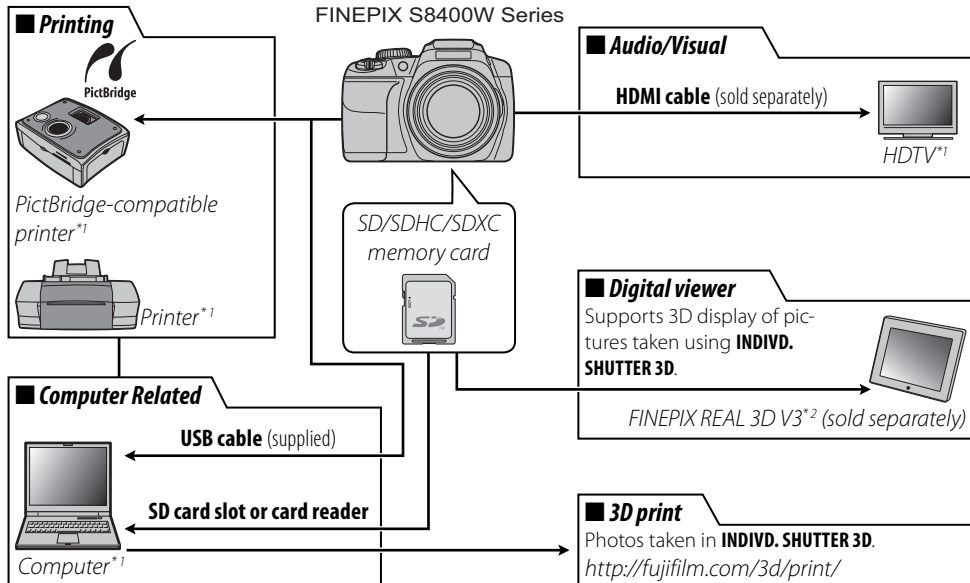 FINEPIX S8400W Series
■ Printing
PictBridge
PictBridge-compatible
printer*1
Printer*1
■ Audio/Visual
HDMI cable (sold separately)
HDTV*1
SD/SDHC/SDXC
memory card
■ Digital viewer
Supports 3D display of pic-
tures taken using INDIVD.
SHUTTER 3D.
FINEPIX REAL 3D V3*2 (sold separately)
■ Computer Related
USB cable (supplied)
SD card slot or card reader
Computer*1
■ 3D print
Photos taken in INDIVD. SHUTTER 3D.
http://fujifilm.com/3d/print/